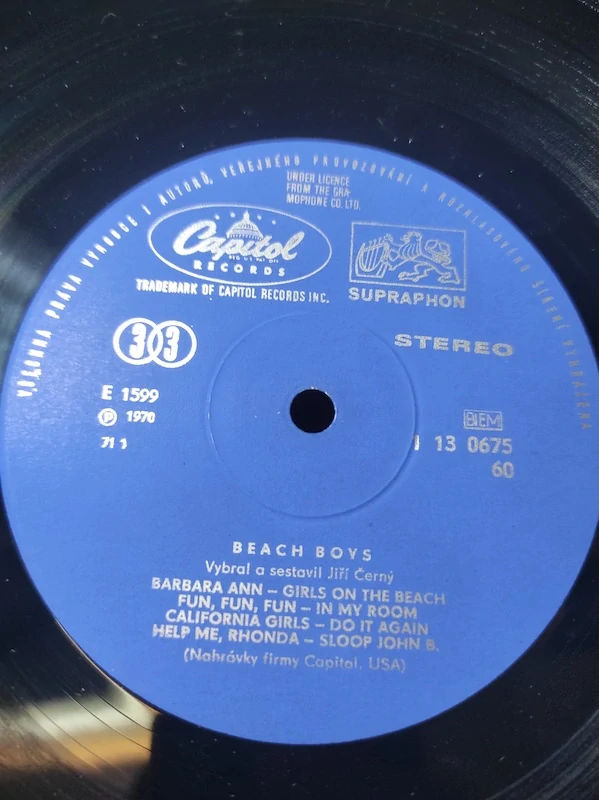 VŠECHNA PRÁVA VÝROBCE I AUTORŮ, VEŘEJNÉHO PROVOZOVÁNÍ A ROZHLASOVÉHO ŠÍŘENÍ VYHRAZENA
UNDER LICENCE
FROM THE GRA-
MOPHONE CO. LTD.
Capitol
RECORDS
TRADEMARK OF CAPITOL RECORDS INC.
SUPRAPHON
33
STEREO
E 1599
Ⓟ 1970
71 1
BIEM
1 13 0675
60
BEACH BOYS
Vybral a sestavil Jiří Černý
BARBARA ANN – GIRLS ON THE BEACH
FUN, FUN, FUN – IN MY ROOM
CALIFORNIA GIRLS – DO IT AGAIN
HELP ME, RHONDA – SLOOP JOHN B.
(Nahrávky firmy Capitol, USA)